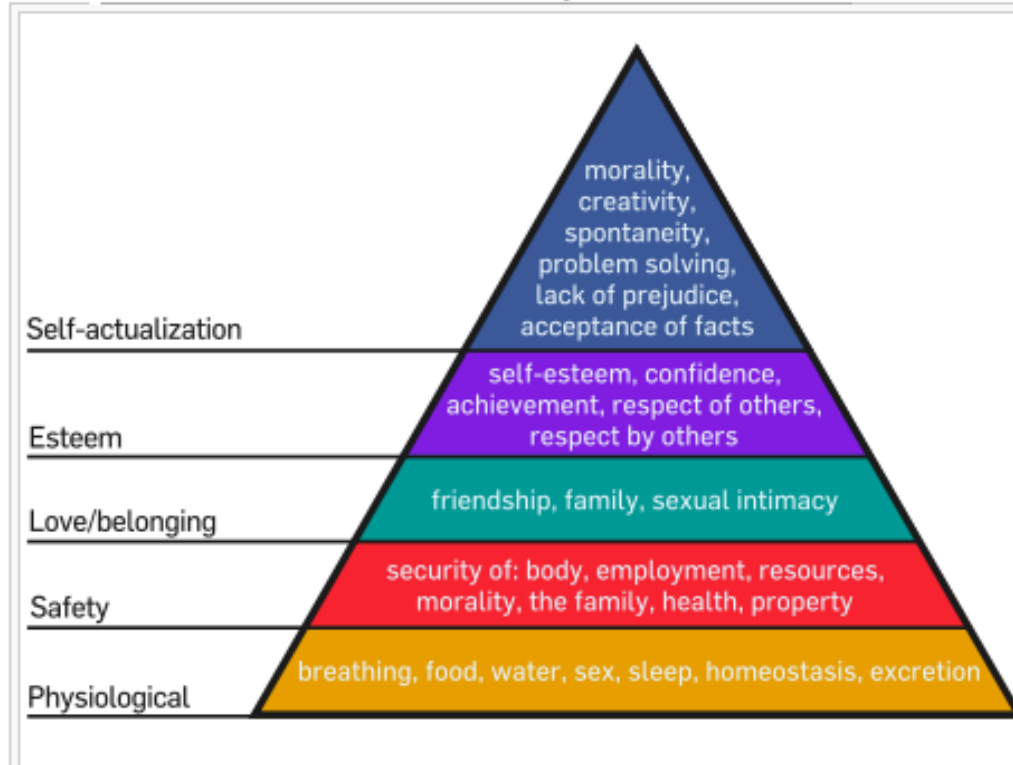 morality,
creativity,
spontaneity,
problem solving,
lack of prejudice,
acceptance of facts
Self-actualization
self-esteem, confidence,
achievement, respect of others,
respect by others
Esteem
friendship, family, sexual intimacy
Love/belonging
security of: body, employment, resources,
morality, the family, health, property
Safety
breathing, food, water, sex, sleep, homeostasis, excretion
Physiological